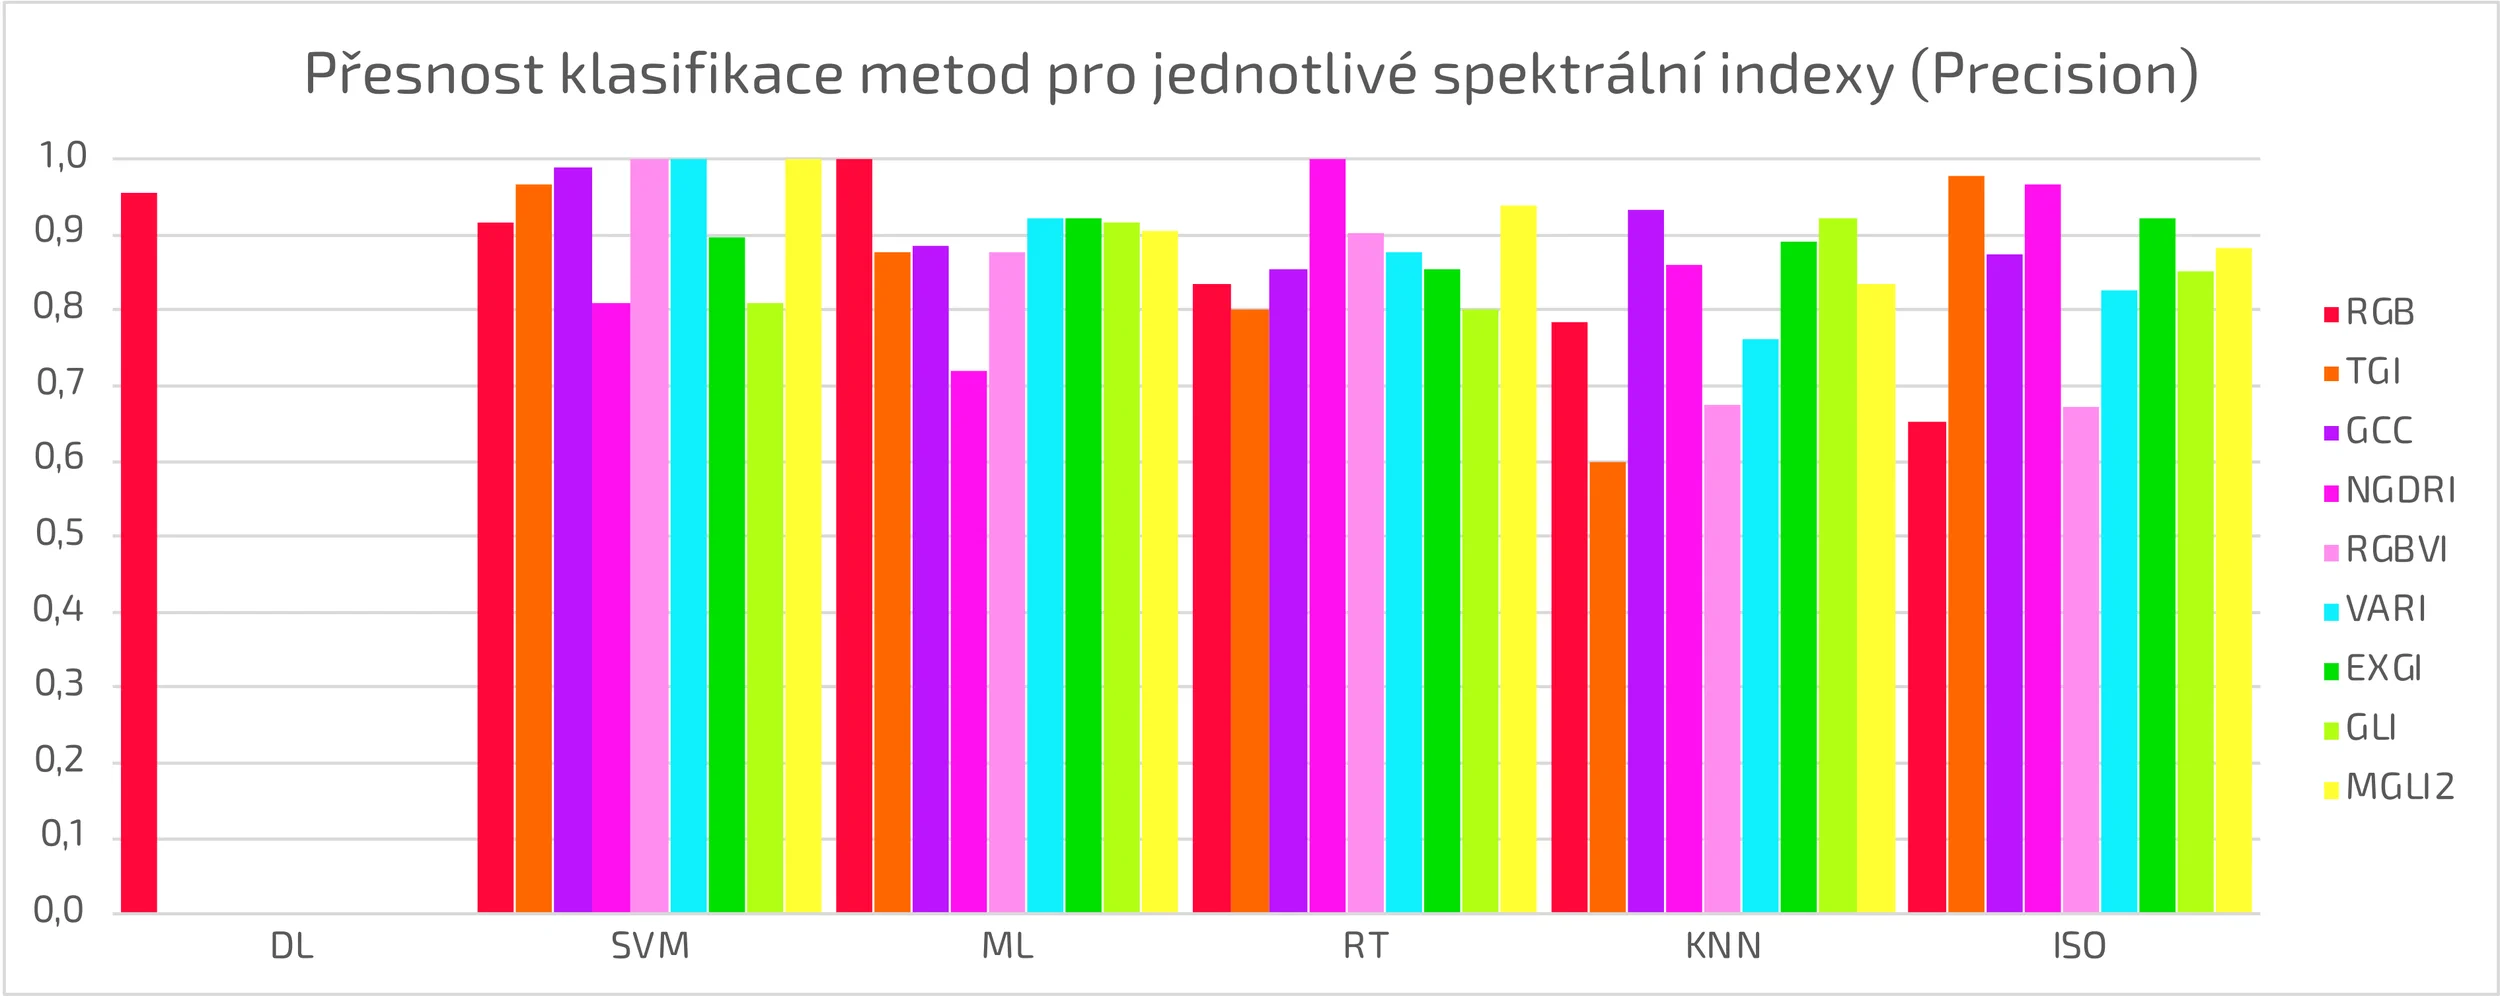 Přesnost klasifikace metod pro jednotlivé spektrální indexy (Precision)
1,0
0,9
0,8
0,7
0,6
0,5
0,4
0,3
0,2
0,1
0,0
DL SVM ML RT KNN ISO
RGB
TGI
GCC
NGDRI
RGBVI
VARI
EXGI
GLI
MGLI2